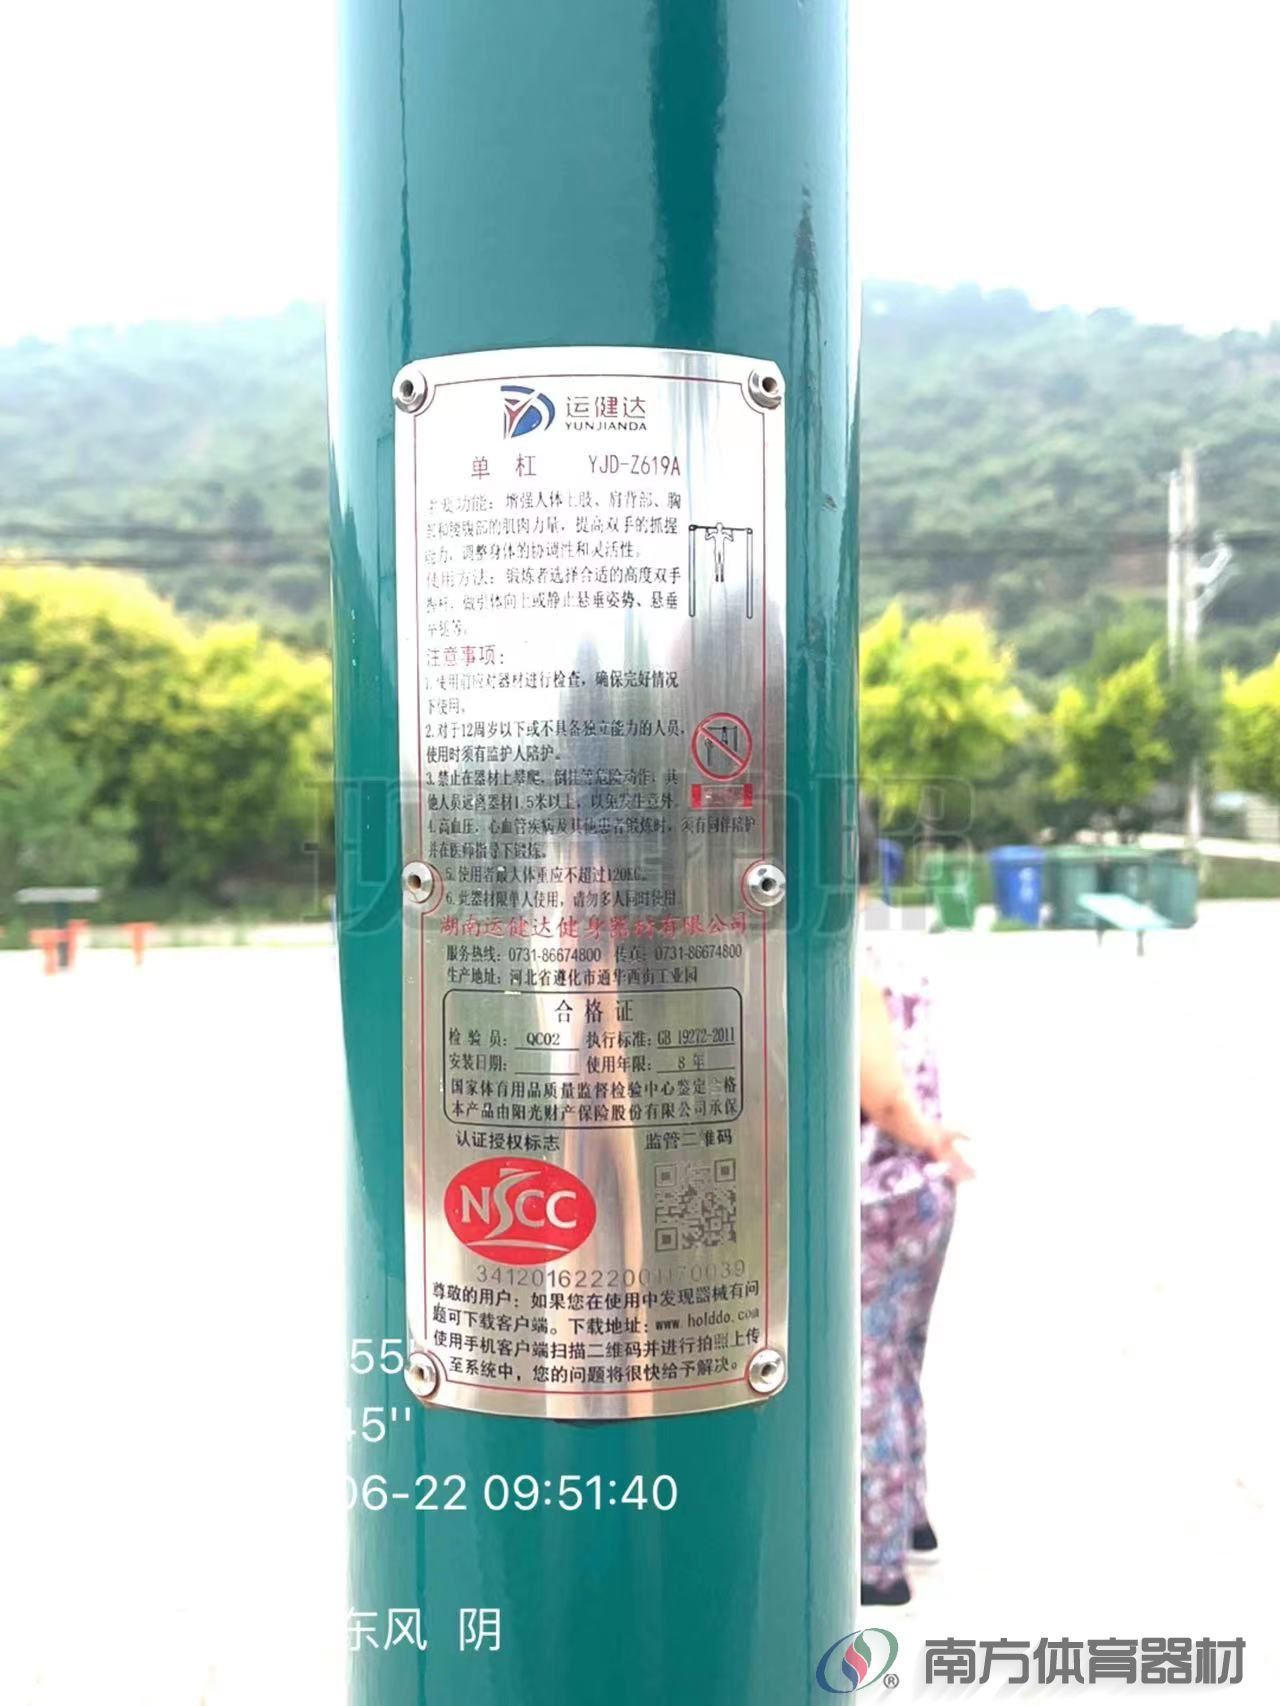 运健达
YUNJIANDA
单 杠 YJD-Z619A
主要功能：增强人体上肢、肩背部、胸
部和腰腹部的肌肉力量，提高双手的抓握
能力，调整身体的协调性和灵活性。
使用方法：锻炼者选择合适的高度双手
握杆，做引体向上或静止悬垂姿势、悬垂
举腿等。
注意事项：
1.使用前应对器材进行检查，确保完好情况
下使用。
2.对于12周岁以下或不具备独立能力的人员，
使用时须有监护人陪护。
3.禁止在器材上攀爬，倒挂等危险动作，其
他人员远离器材1.5米以上，以免发生意外。
4.高血压，心血管疾病及其他患者锻炼时，须有同伴陪护
并在医师指导下锻炼。
5.使用者最大体重应不超过120KG。
6.此器材限单人使用，请勿多人同时使用。
湖南运健达健身器材有限公司
服务热线：0731-86674800 传真：0731-86674800
生产地址：河北省遵化市通华西街工业园
合格证
检 验 员：QC02 执行标准：GB 19272-2011
安装日期： 使用年限：8 年
国家体育用品质量监督检验中心鉴定合格
本产品由阳光财产保险股份有限公司承保
认证授权标志 监管二维码
NSCC
尊敬的用户：如果您在使用中发现器械有问
题可下载客户端。下载地址：www.holddo.com
使用手机客户端扫描二维码并进行拍照上传
至系统中，您的问题将很快给予解决。
55'
45''
06-22 09:51:40
东风 阴
南方体育器材